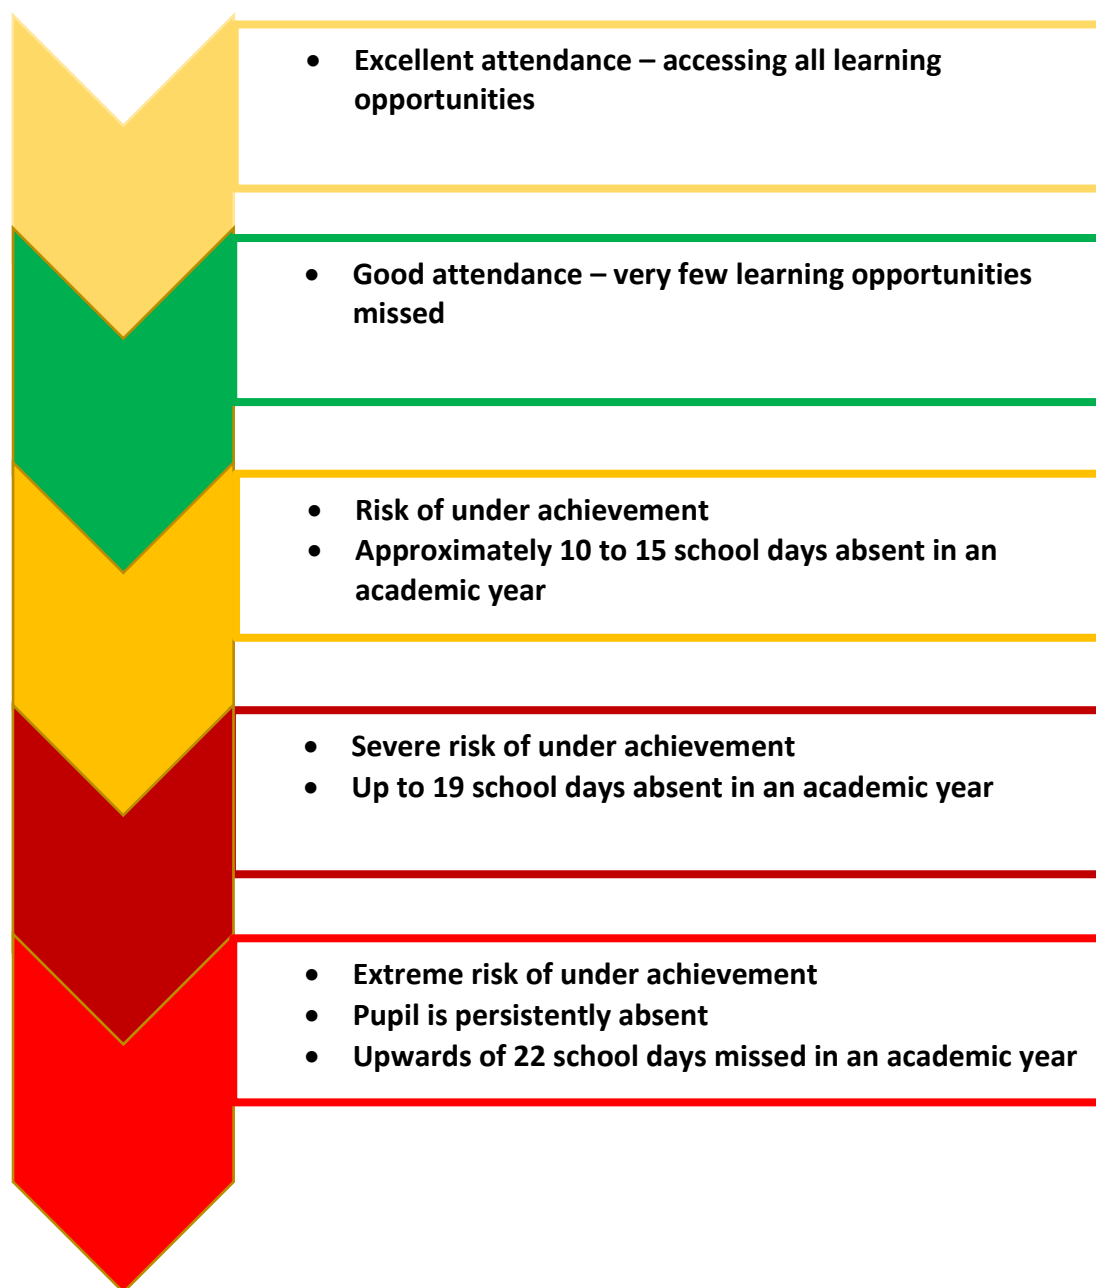 • Excellent attendance – accessing all learning
opportunities
• Good attendance – very few learning opportunities
missed
• Risk of under achievement
• Approximately 10 to 15 school days absent in an
academic year
• Severe risk of under achievement
• Up to 19 school days absent in an academic year
• Extreme risk of under achievement
• Pupil is persistently absent
• Upwards of 22 school days missed in an academic year